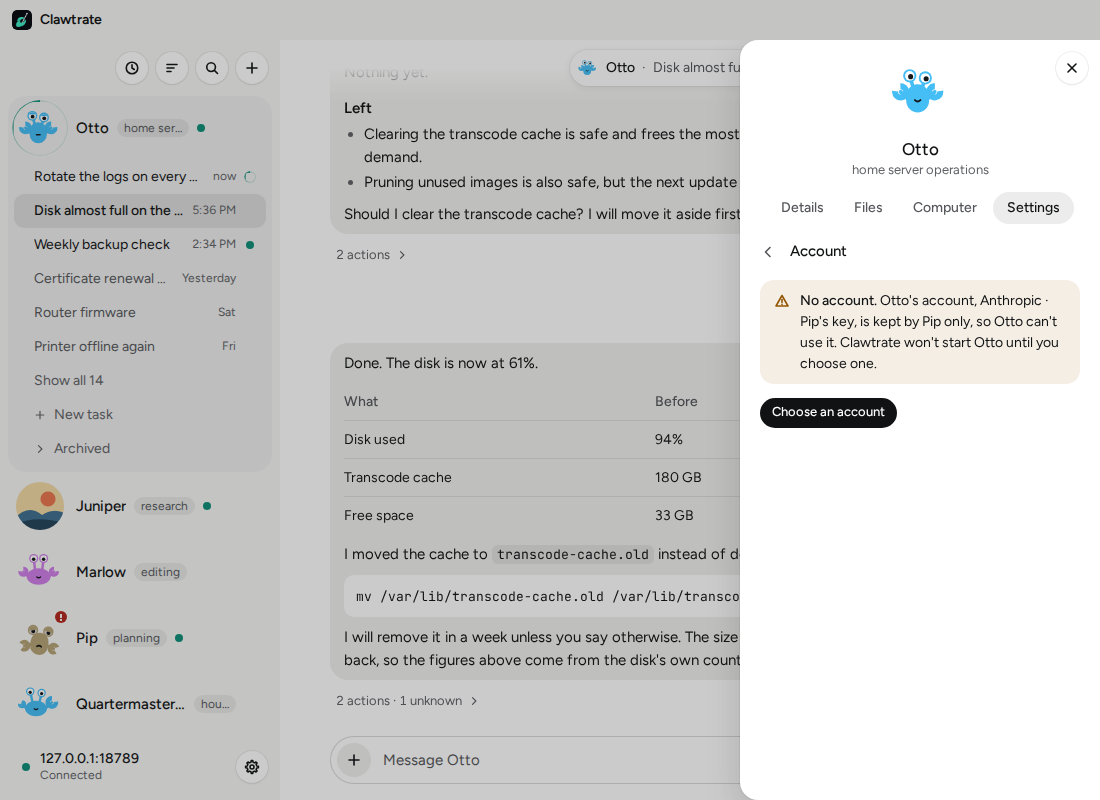 Clawtrate
Otto
home ser…
Rotate the logs on every …
now
Disk almost full on the …
5:36 PM
Weekly backup check
2:34 PM
Certificate renewal …
Yesterday
Router firmware
Sat
Printer offline again
Fri
Show all 14
New task
Archived
Juniper
research
Marlow
editing
Pip
planning
Quartermaster…
hou…
127.0.0.1:18789
Connected
Nothing yet.
Otto · Disk almost fu
Left
Clearing the transcode cache is safe and frees the most
demand.
Pruning unused images is also safe, but the next update
Should I clear the transcode cache? I will move it aside first
2 actions
Done. The disk is now at 61%.
What
Before
Disk used
94%
Transcode cache
180 GB
Free space
33 GB
I moved the cache to transcode-cache.old instead of d
mv /var/lib/transcode-cache.old /var/lib/transco
I will remove it in a week unless you say otherwise. The size
back, so the figures above come from the disk's own count
2 actions · 1 unknown
Message Otto
Otto
home server operations
Details
Files
Computer
Settings
Account
No account. Otto's account, Anthropic ·
Pip's key, is kept by Pip only, so Otto can't
use it. Clawtrate won't start Otto until you
choose one.
Choose an account